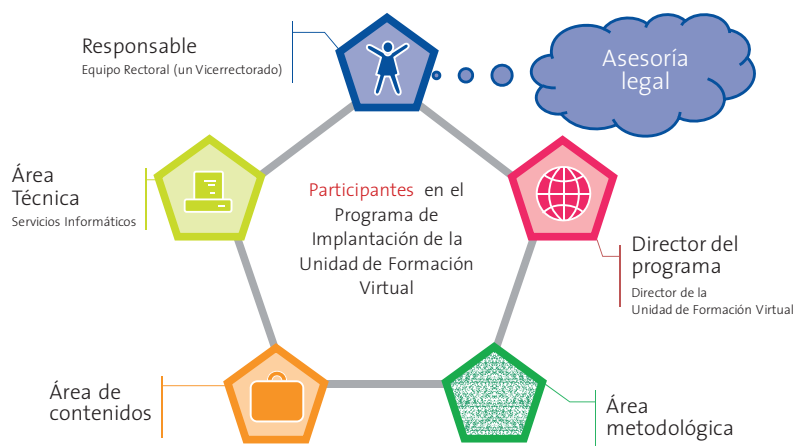 Responsable
Equipo Rectoral (un Vicerrectorado)
Asesoría
legal
Área
Técnica
Servicios Informáticos
Participantes en el
Programa de
Implantación de la
Unidad de Formación
Virtual
Director del
programa
Director de la
Unidad de Formación Virtual
Área de
contenidos
Área
metodológica